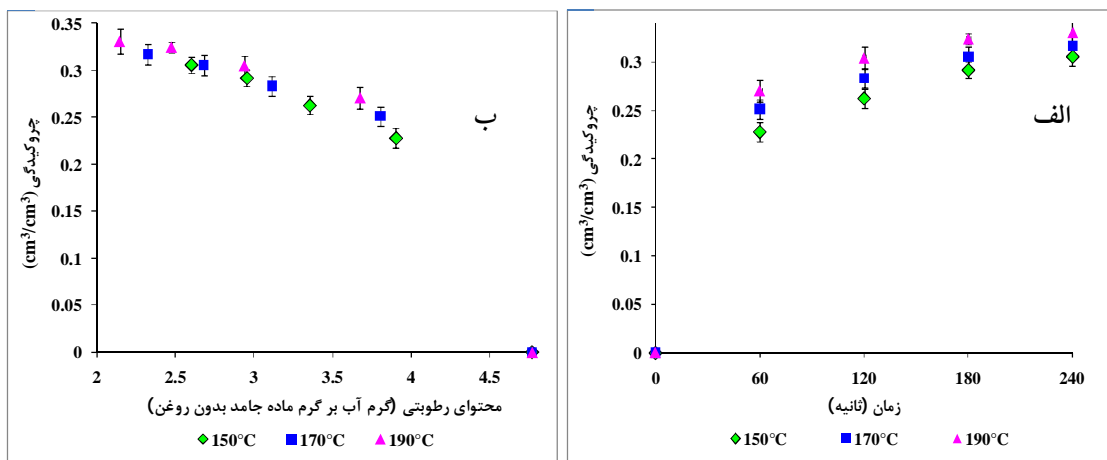 الف
چروکیدگی (cm³/cm³)
0.3
0.25
0.2
0.15
0.1
0.05
0
0 60 120 180 240
زمان (ثانیه)
150°C 170°C 190°C
ب
چروکیدگی (cm³/cm³)
0.35
0.3
0.25
0.2
0.15
0.1
0.05
0
2 2.5 3 3.5 4 4.5
محتوای رطوبتی (گرم آب بر گرم ماده جامد بدون روغن)
150°C 170°C 190°C